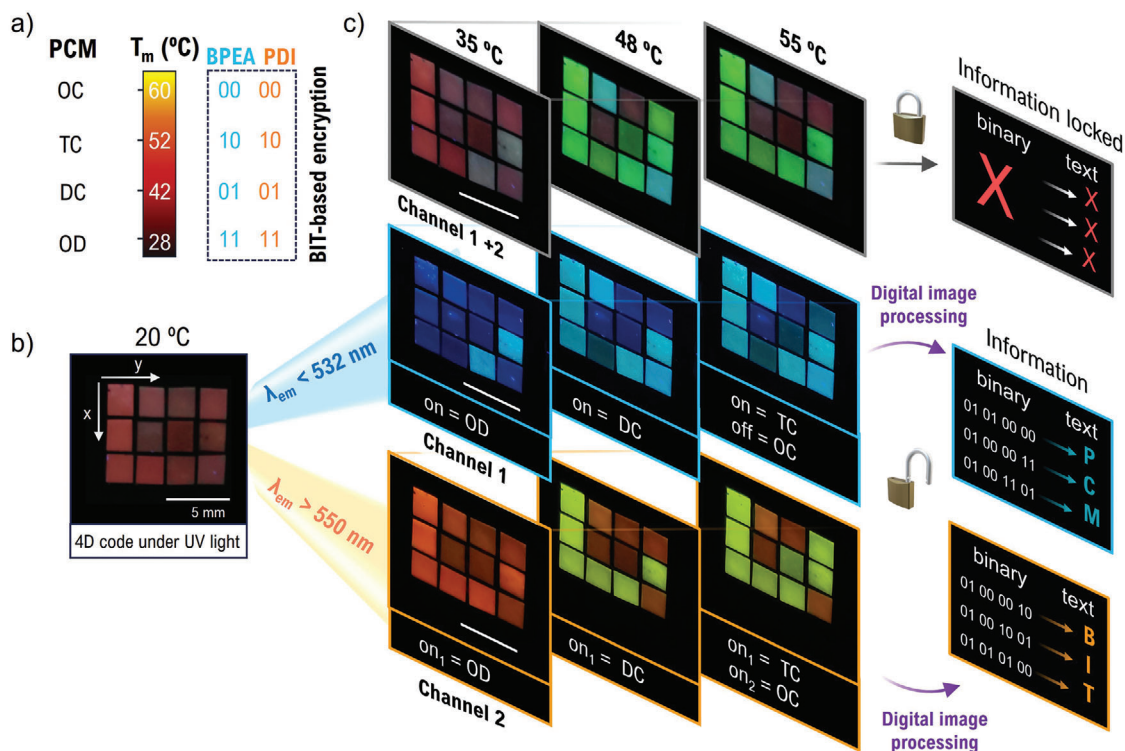 a)
PCM
T_m (ºC)
BPEA PDI
OC 60 00 00
TC 52 10 10
DC 42 01 01
OD 28 11 11
BIT-based encryption
b)
20 ºC
y
x
5 mm
4D code under UV light
λ_em < 532 nm
λ_em > 550 nm
c)
35 ºC
48 ºC
55 ºC
Channel 1 +2
Information locked
binary text
X X
X
X
on = OD
on = DC
on = TC
off = OC
Channel 1
Digital image
processing
Information
binary text
01 01 00 00 P
01 00 00 11 C
01 00 11 01 M
on₁ = OD
on₁ = DC
on₁ = TC
on₂ = OC
Channel 2
Digital image
processing
binary text
01 00 00 10 B
01 00 10 01 I
01 01 01 00 T